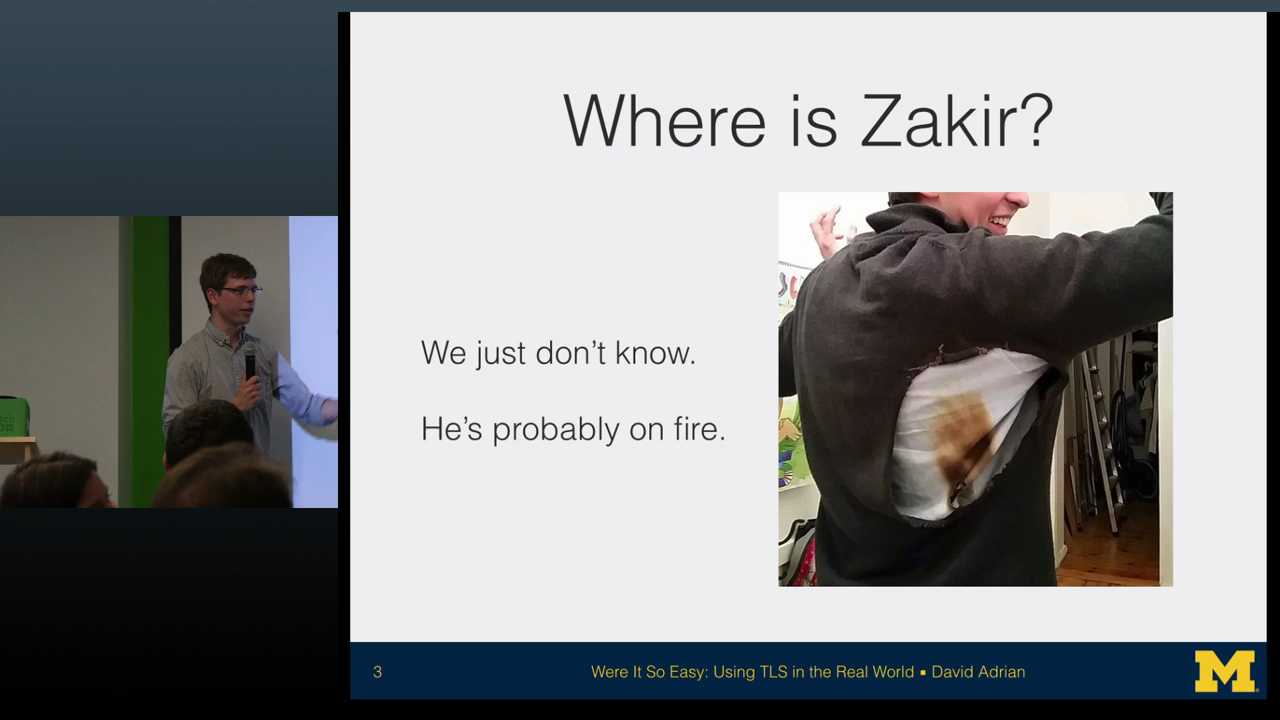 Where is Zakir?
We just don't know.
He's probably on fire.
3
Were It So Easy: Using TLS in the Real World ▪ David Adrian
M